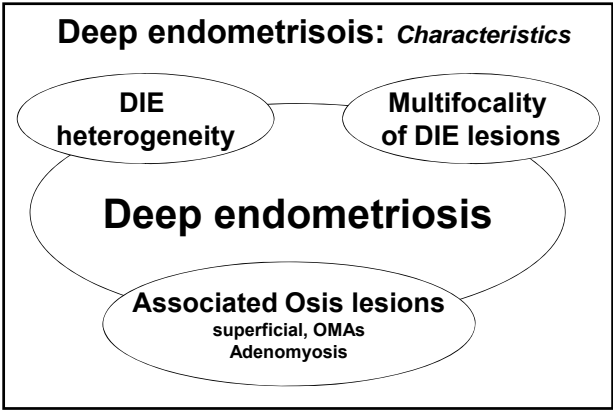 Deep endometrisois: Characteristics
DIE
heterogeneity
Multifocality
of DIE lesions
Deep endometriosis
Associated Osis lesions
superficial, OMAs
Adenomyosis